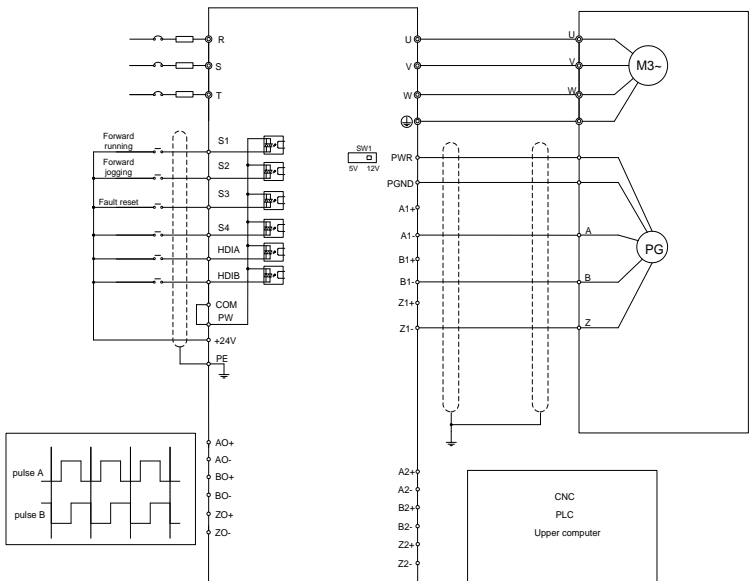 R
S
T
Forward
running
S1
Forward
jogging
S2
Fault reset
S3
S4
HDIA
HDIB
COM
PW
+24V
PE
SW1
5V 12V
U
V
W
PWR
PGND
A1+
A1-
B1+
B1-
Z1+
Z1-
U
V
W
M3~
A
B
Z
PG
pulse A
pulse B
AO+
AO-
BO+
BO-
ZO+
ZO-
A2+
A2-
B2+
B2-
Z2+
Z2-
CNC
PLC
Upper computer